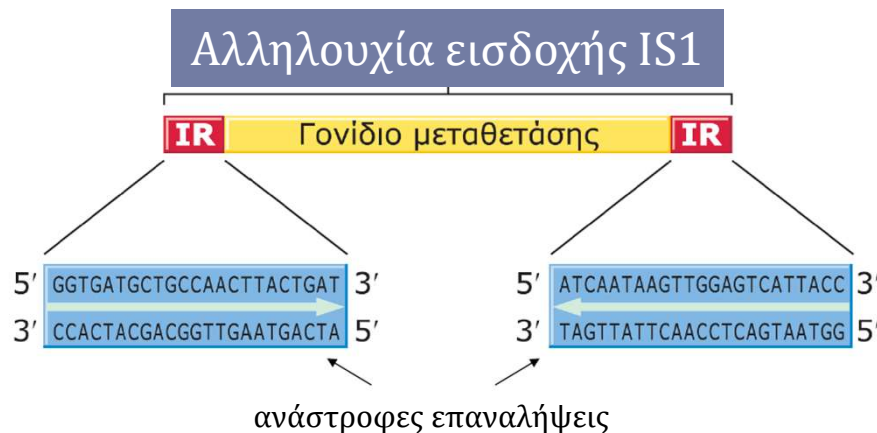 Αλληλουχία εισδοχής IS1
IR Γονίδιο μεταθετάσης IR
5′ GGTGATGCTGCCAACTTACTGAT 3′ 5′ ATCAATAAGTTGGAGTCATTACC 3′
3′ CCACTACGACGGTTGAATGACTA 5′ 3′ TAGTTATTCAACCTCAGTAATGG 5′
ανάστροφες επαναλήψεις